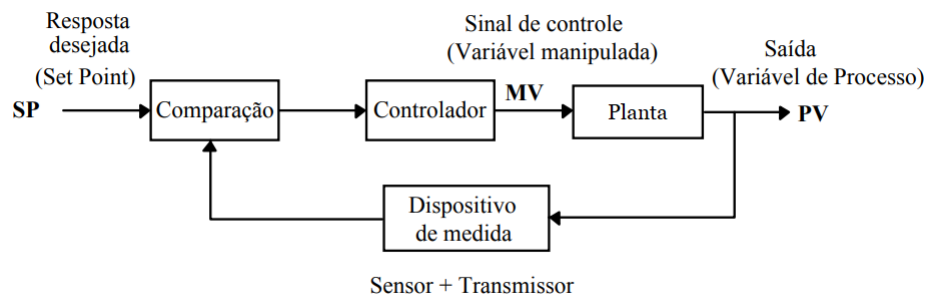 Resposta
desejada
(Set Point)
SP
Comparação
Controlador
Sinal de controle
(Variável manipulada)
MV
Planta
Saída
(Variável de Processo)
PV
Dispositivo
de medida
Sensor + Transmissor